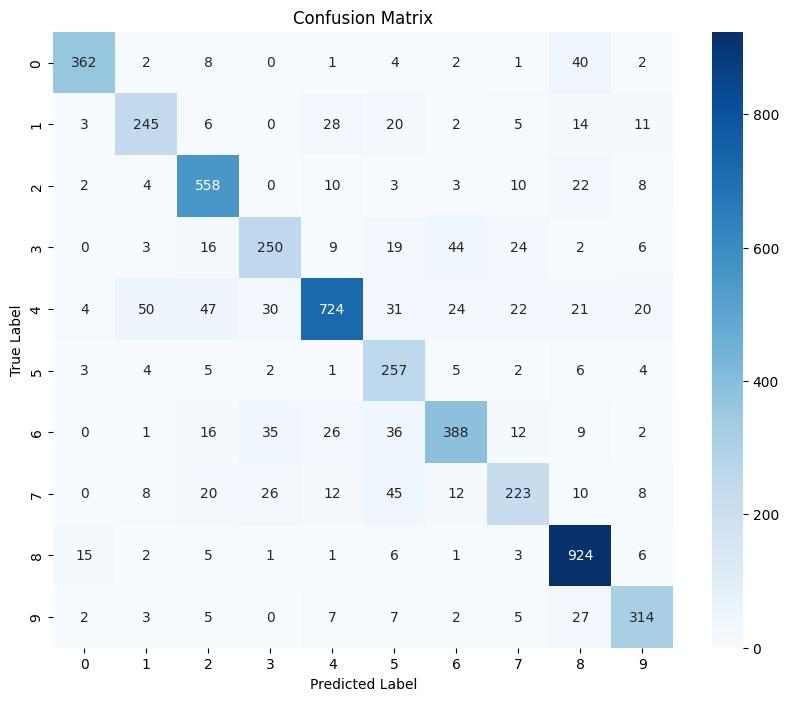 Confusion Matrix
0 362 2 8 0 1 4 2 1 40 2
1 3 245 6 0 28 20 2 5 14 11
2 2 4 558 0 10 3 3 10 22 8
3 0 3 16 250 9 19 44 24 2 6
4 4 50 47 30 724 31 24 22 21 20
5 3 4 5 2 1 257 5 2 6 4
6 0 1 16 35 26 36 388 12 9 2
7 0 8 20 26 12 45 12 223 10 8
8 15 2 5 1 1 6 1 3 924 6
9 2 3 5 0 7 7 2 5 27 314
0 1 2 3 4 5 6 7 8 9
Predicted Label
True Label
800
600
400
200
0